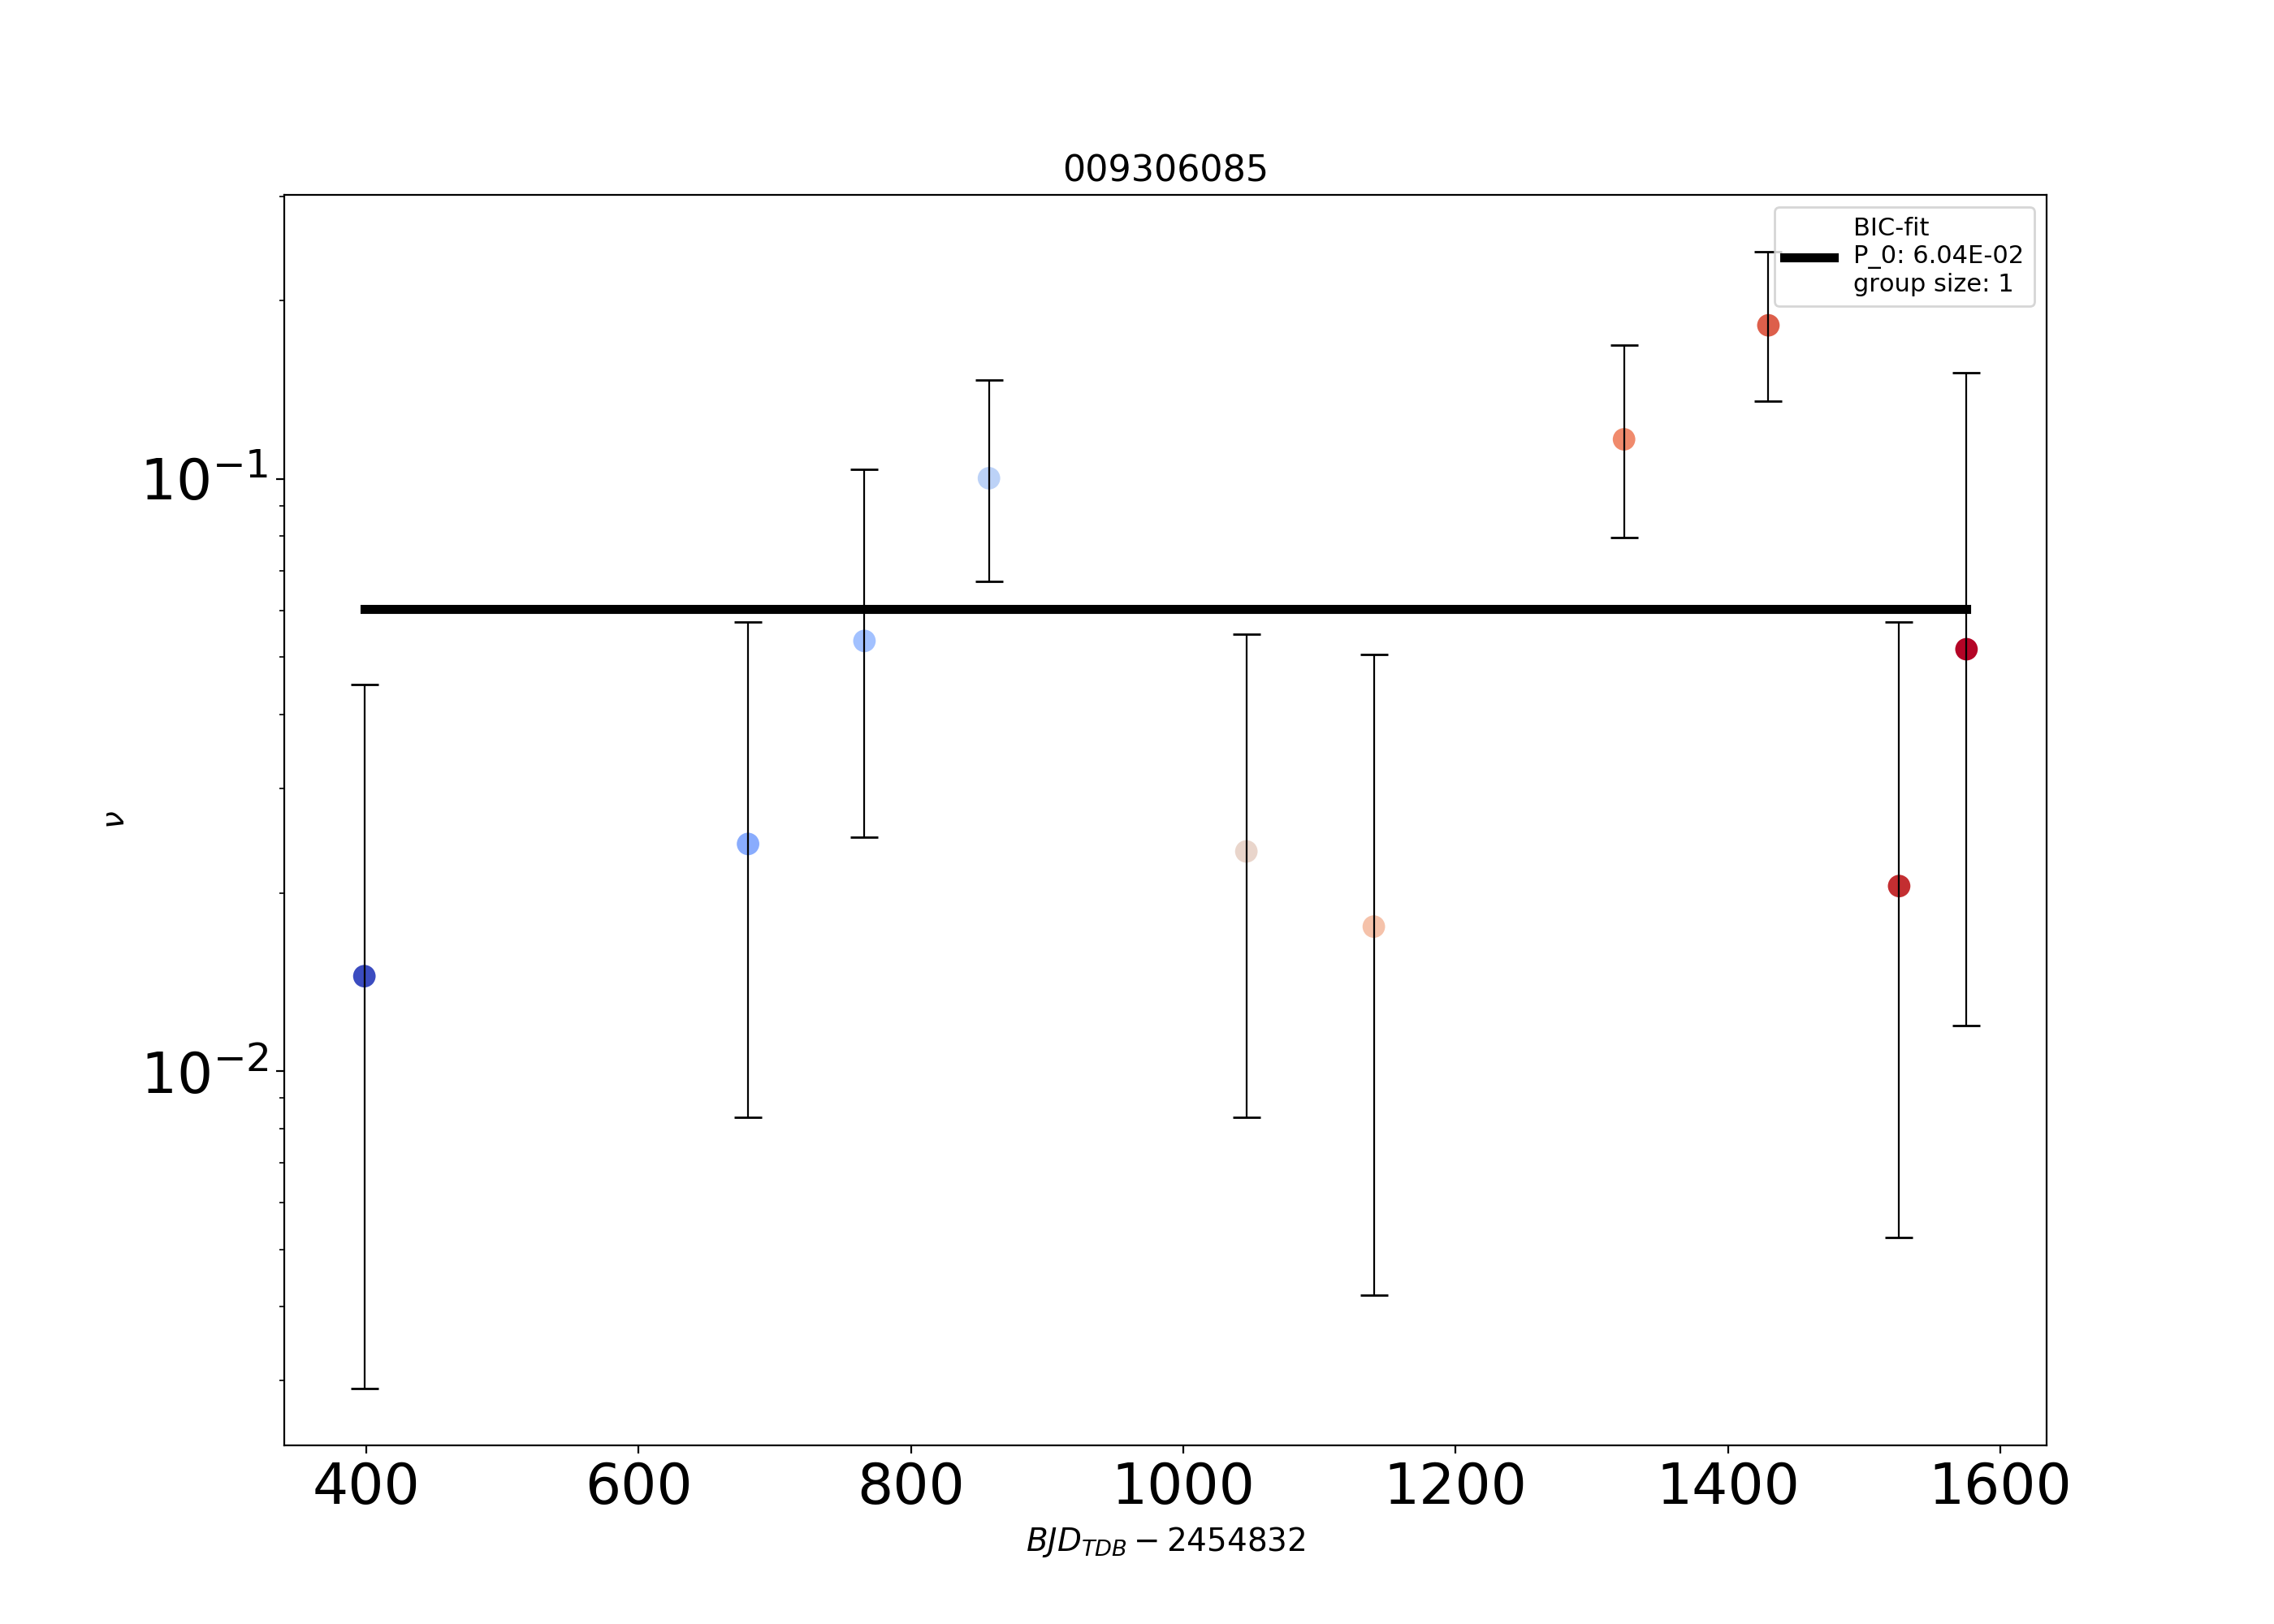 009306085
BIC-fit
P_0: 6.04E-02
group size: 1
10⁻¹
10⁻²
ν
400 600 800 1000 1200 1400 1600
BJD_TDB − 2454832